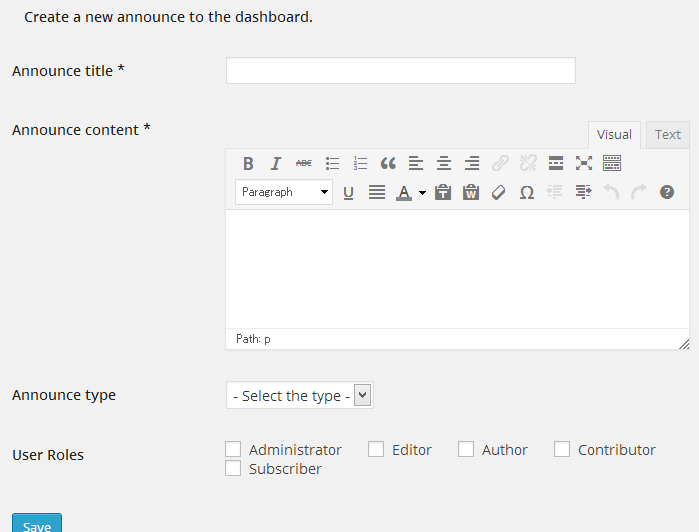 Create a new announce to the dashboard.
Announce title *
Announce content *
Visual Text
B I ABC
Paragraph U A T W Ω ?
Path: p
Announce type - Select the type -
User Roles Administrator Editor Author Contributor
Subscriber
Save